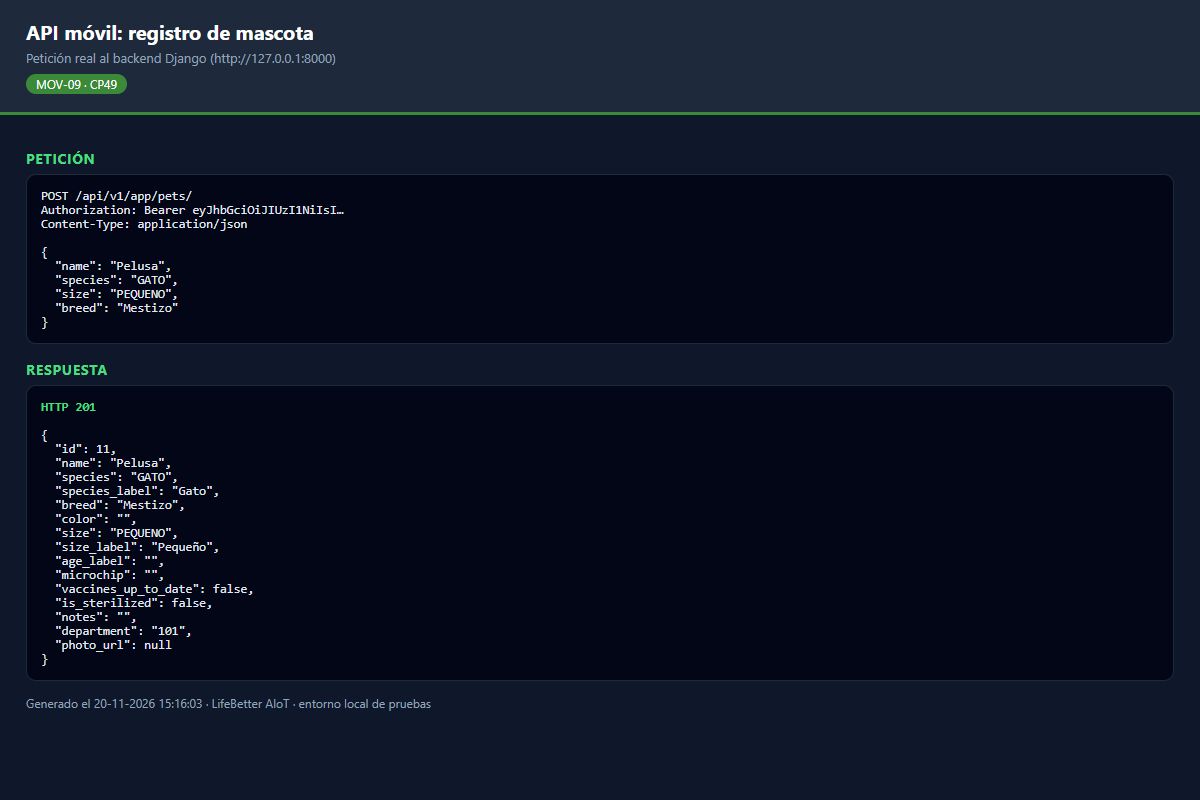 API móvil: registro de mascota
Petición real al backend Django (http://127.0.0.1:8000)
MOV-09 · CP49
PETICIÓN
POST /api/v1/app/pets/
Authorization: Bearer eyJhbGciOiJIUzI1NiIsI…
Content-Type: application/json
{
  "name": "Pelusa",
  "species": "GATO",
  "size": "PEQUENO",
  "breed": "Mestizo"
}
RESPUESTA
HTTP 201
{
  "id": 11,
  "name": "Pelusa",
  "species": "GATO",
  "species_label": "Gato",
  "breed": "Mestizo",
  "color": "",
  "size": "PEQUENO",
  "size_label": "Pequeño",
  "age_label": "",
  "microchip": "",
  "vaccines_up_to_date": false,
  "is_sterilized": false,
  "notes": "",
  "department": "101",
  "photo_url": null
}
Generado el 20-11-2026 15:16:03 · LifeBetter AIoT · entorno local de pruebas